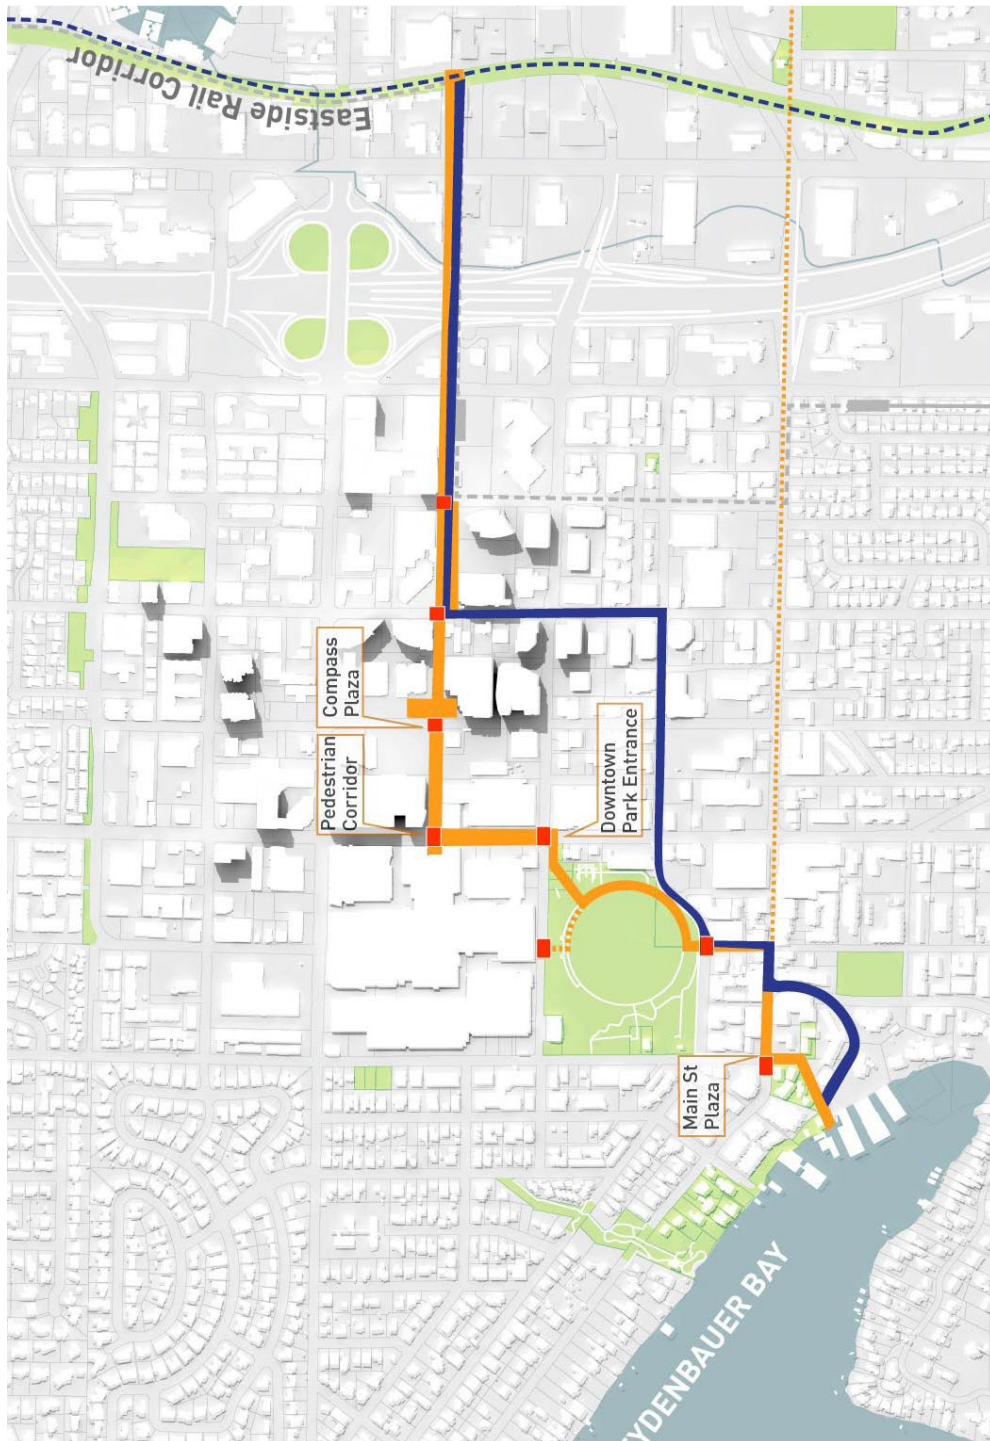 Eastside Rail Corridor
Compass
Plaza
Pedestrian
Corridor
Downtown
Park Entrance
Main St
Plaza
YDENBAUER BAY